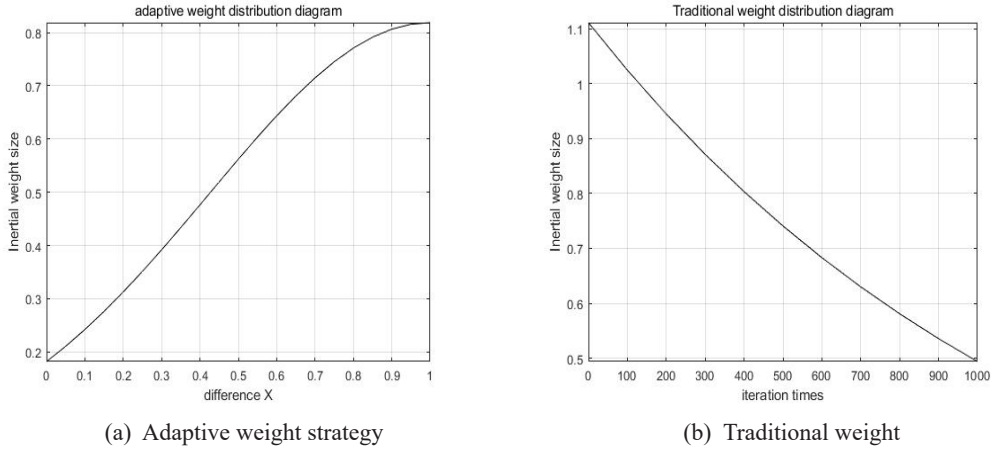 adaptive weight distribution diagram
Inertial weight size
0.8
0.7
0.6
0.5
0.4
0.3
0.2
0 0.1 0.2 0.3 0.4 0.5 0.6 0.7 0.8 0.9 1
difference X
(a) Adaptive weight strategy
Traditional weight distribution diagram
Inertial weight size
1.1
1
0.9
0.8
0.7
0.6
0.5
0 100 200 300 400 500 600 700 800 900 1000
iteration times
(b) Traditional weight